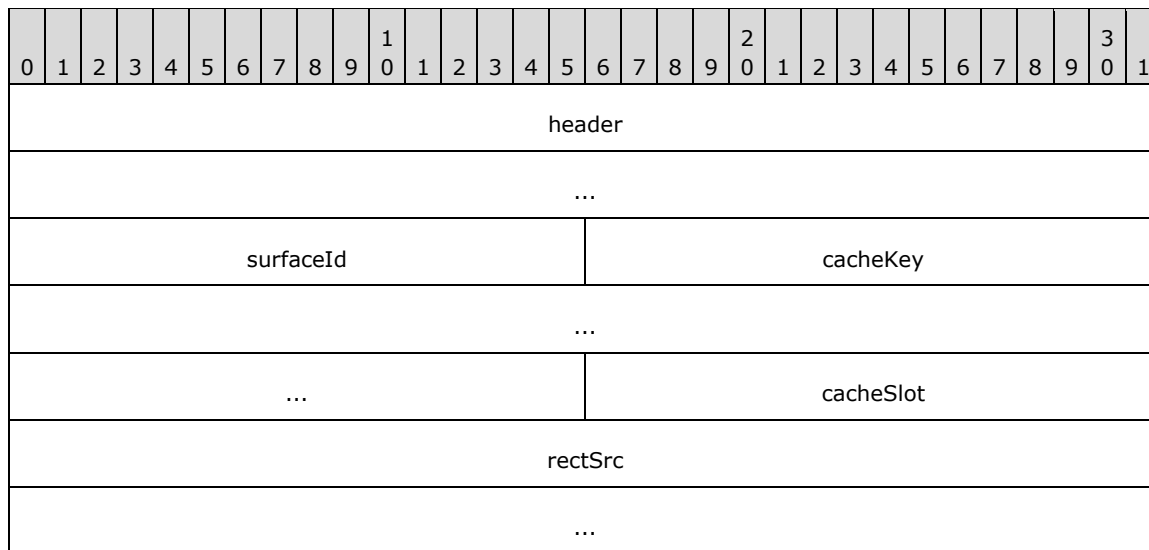 1 2 3
0 1 2 3 4 5 6 7 8 9 0 1 2 3 4 5 6 7 8 9 0 1 2 3 4 5 6 7 8 9 0 1
header
...
surfaceId cacheKey
...
... cacheSlot
rectSrc
...